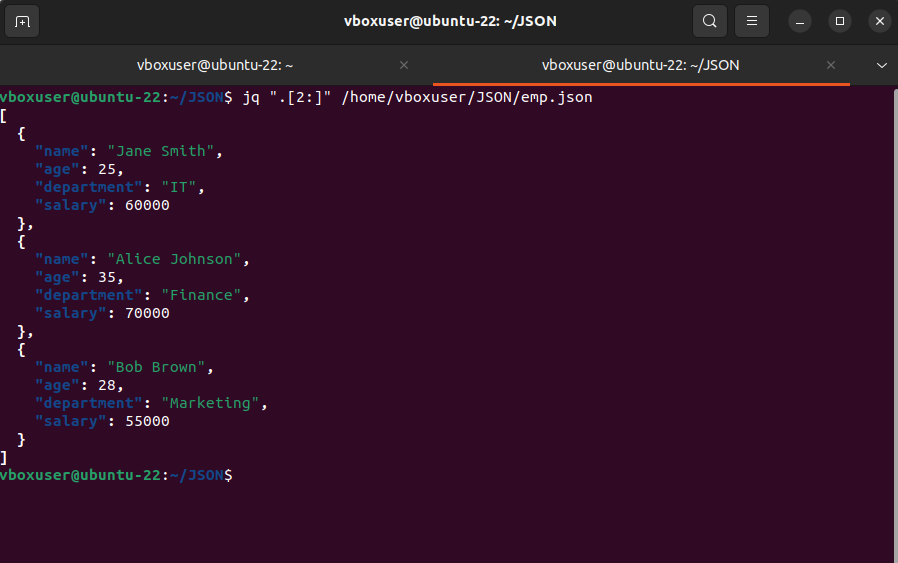 vboxuser@ubuntu-22: ~/JSON
vboxuser@ubuntu-22: ~
vboxuser@ubuntu-22: ~/JSON
vboxuser@ubuntu-22:~/JSON$ jq ".[2:]" /home/vboxuser/JSON/emp.json
[
  {
    "name": "Jane Smith",
    "age": 25,
    "department": "IT",
    "salary": 60000
  },
  {
    "name": "Alice Johnson",
    "age": 35,
    "department": "Finance",
    "salary": 70000
  },
  {
    "name": "Bob Brown",
    "age": 28,
    "department": "Marketing",
    "salary": 55000
  }
]
vboxuser@ubuntu-22:~/JSON$